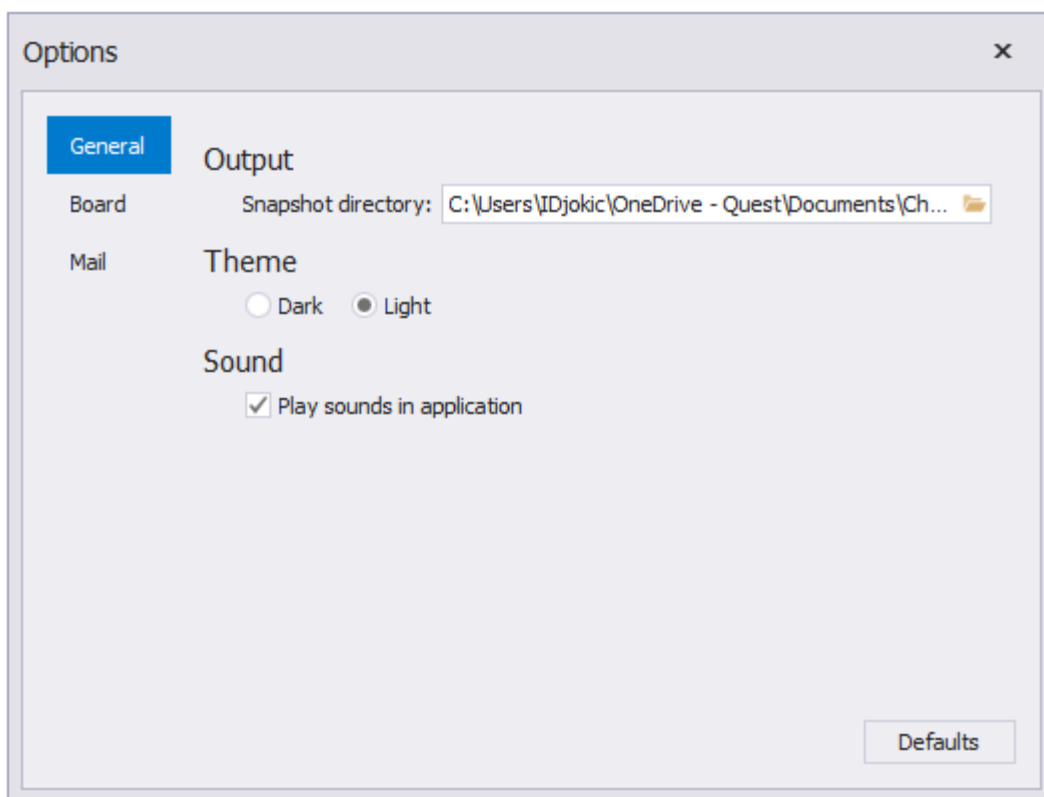 Options
General
Output
Board
Snapshot directory: C:\Users\IDjokic\OneDrive - Quest\Documents\Ch...
Mail
Theme
Dark Light
Sound
Play sounds in application
Defaults